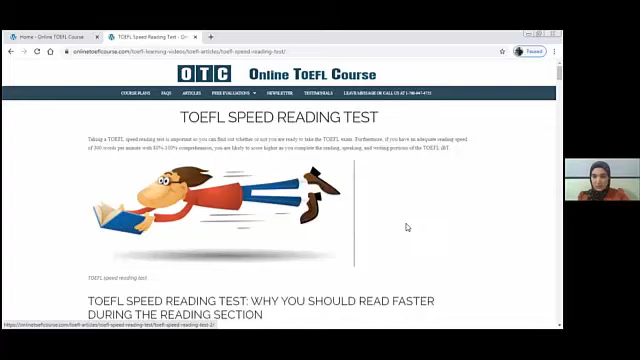 Home - Online TOEFL Course
TOEFL Speed Reading Test - On
onlinetoeflcourse.com/toefl-learning-videos/toefl-articles/toefl-speed-reading-test/
Paused
OTC Online TOEFL Course
COURSE PLANS FAQS ARTICLES FREE EVALUATIONS NEWSLETTER TESTIMONIALS LEAVE MESSAGE OR CALL US AT
TOEFL SPEED READING TEST
Taking a TOEFL speed reading test is important so you can find out whether or not you are ready to take the TOEFL exam. Furthermore, if you have an adequate reading speed
of 300 words per minute with comprehension, you are likely to score higher as you complete the reading, speaking, and writing portions of the TOEFL iBT.
TOEFL speed reading test
TOEFL SPEED READING TEST: WHY YOU SHOULD READ FASTER
DURING THE READING SECTION
https://onlinetoeflcourse.com/toefl-articles/toefl-speed-reading-test/toefl-speed-reading-test-2/